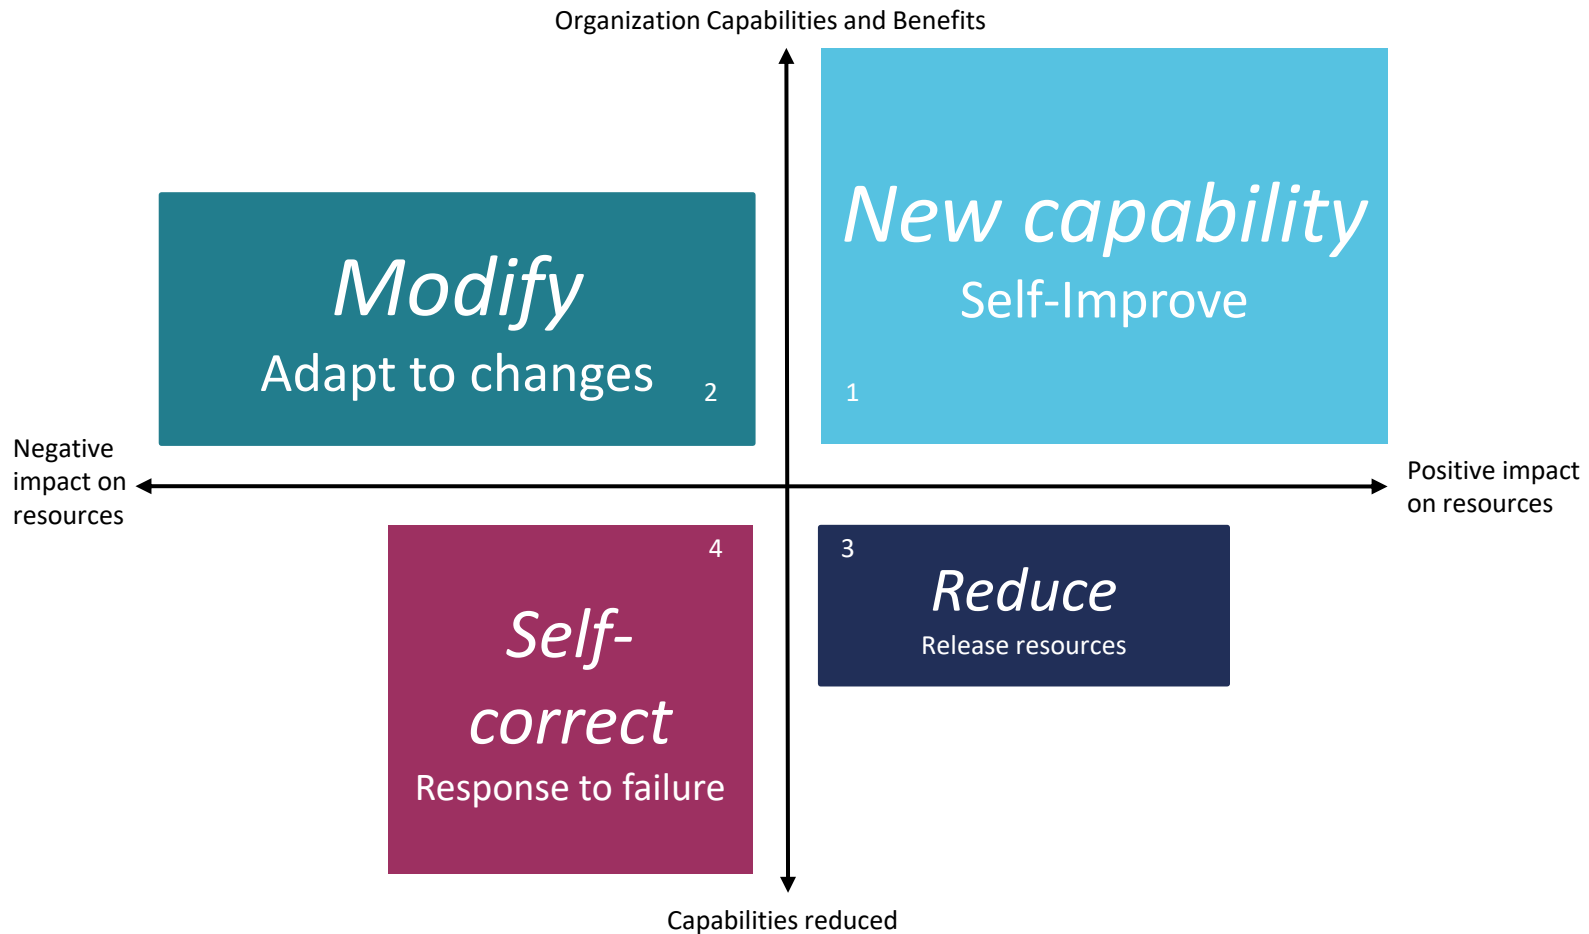 Organization Capabilities and Benefits
New capability
Self-Improve
1
Modify
Adapt to changes
2
Negative
impact on
resources
Positive impact
on resources
4
Self-
correct
Response to failure
3
Reduce
Release resources
Capabilities reduced